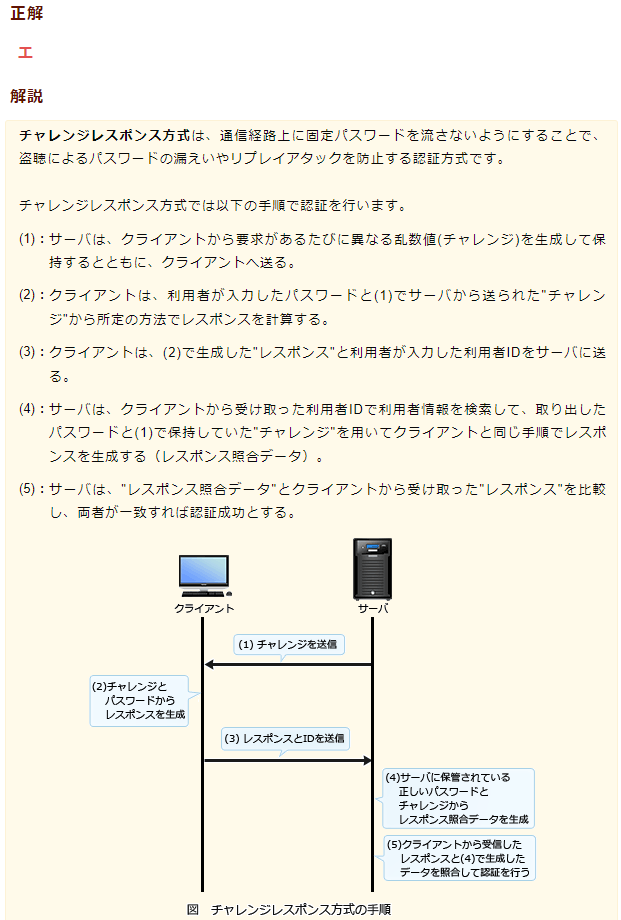 正解
エ
解説
チャレンジレスポンス方式は、通信経路上に固定パスワードを流さないようにすることで、
盗聴によるパスワードの漏えいやリプレイアタックを防止する認証方式です。
チャレンジレスポンス方式では以下の手順で認証を行います。
(1)：サーバは、クライアントから要求があるたびに異なる乱数値(チャレンジ)を生成して保
持するとともに、クライアントへ送る。
(2)：クライアントは、利用者が入力したパスワードと(1)でサーバから送られた"チャレン
ジ"から所定の方法でレスポンスを計算する。
(3)：クライアントは、(2)で生成した"レスポンス"と利用者が入力した利用者IDをサーバに送
る。
(4)：サーバは、クライアントから受け取った利用者IDで利用者情報を検索して、取り出した
パスワードと(1)で保持していた"チャレンジ"を用いてクライアントと同じ手順でレスポ
ンスを生成する（レスポンス照合データ）。
(5)：サーバは、"レスポンス照合データ"とクライアントから受け取った"レスポンス"を比較
し、両者が一致すれば認証成功とする。
クライアント
サーバ
(1) チャレンジを送信
(2)チャレンジと
パスワードから
レスポンスを生成
(3) レスポンスとIDを送信
(4)サーバに保管されている
正しいパスワードと
チャレンジから
レスポンス照合データを生成
(5)クライアントから受信した
レスポンスと(4)で生成した
データを照合して認証を行う
図　チャレンジレスポンス方式の手順